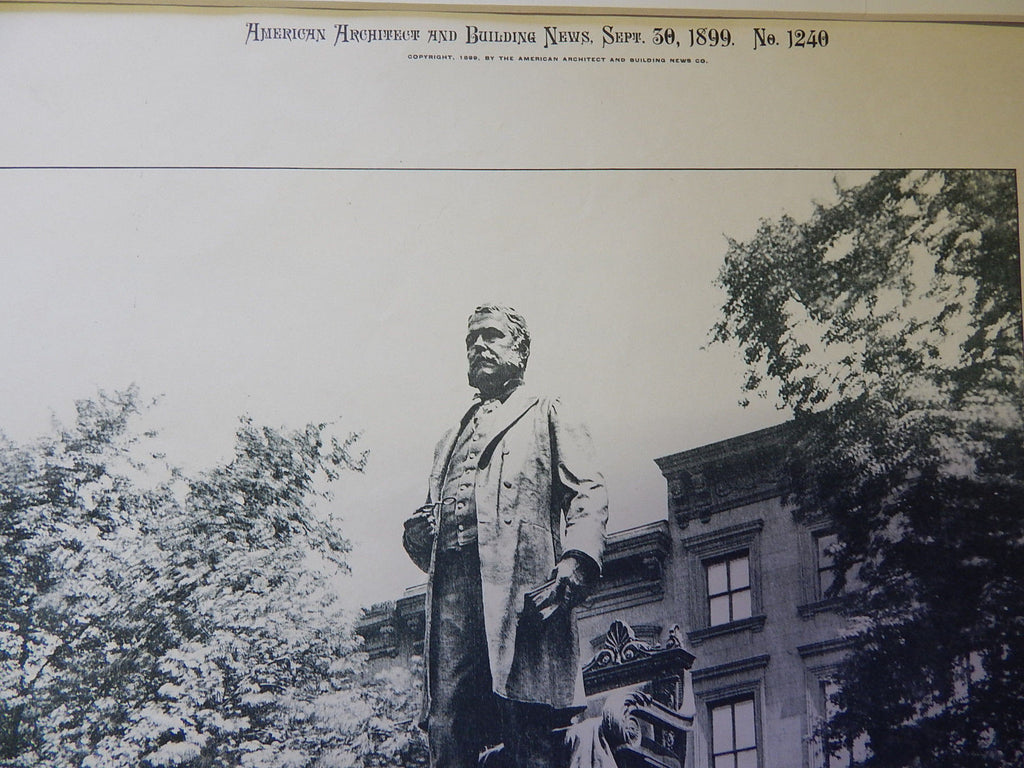 American Architect and Building News, Sept. 30, 1899. No. 1240
COPYRIGHT, 1899, BY THE AMERICAN ARCHITECT AND BUILDING NEWS CO.